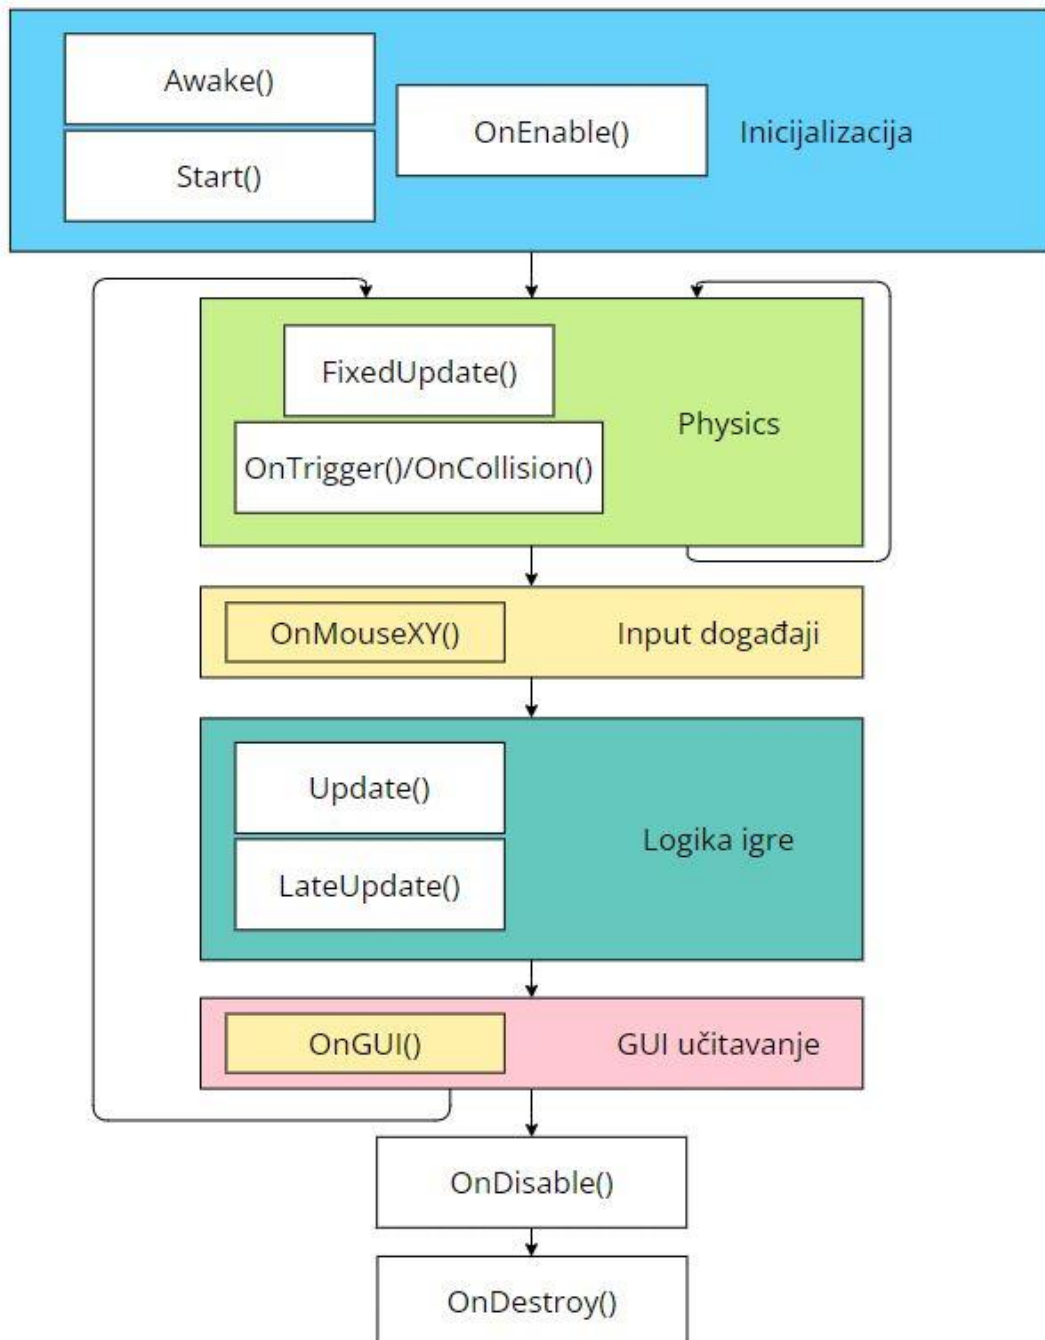 Awake()
OnEnable()
Inicijalizacija
Start()
FixedUpdate()
Physics
OnTrigger()/OnCollision()
OnMouseXY()
Input događaji
Update()
Logika igre
LateUpdate()
OnGUI()
GUI učitavanje
OnDisable()
OnDestroy()